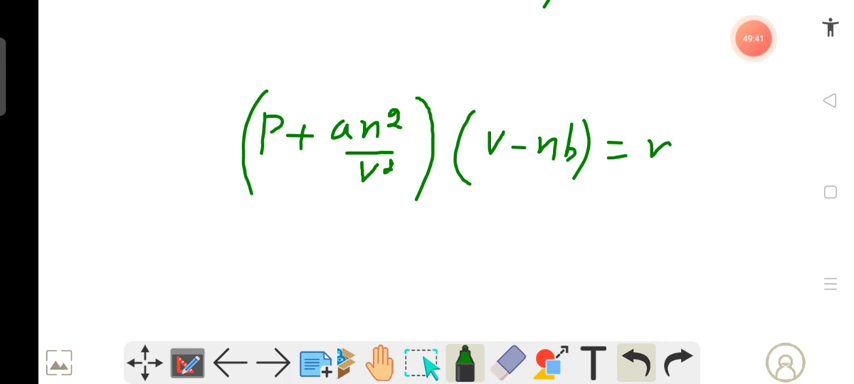 49:41
(P + an²/V²) (V - nb) = n
T